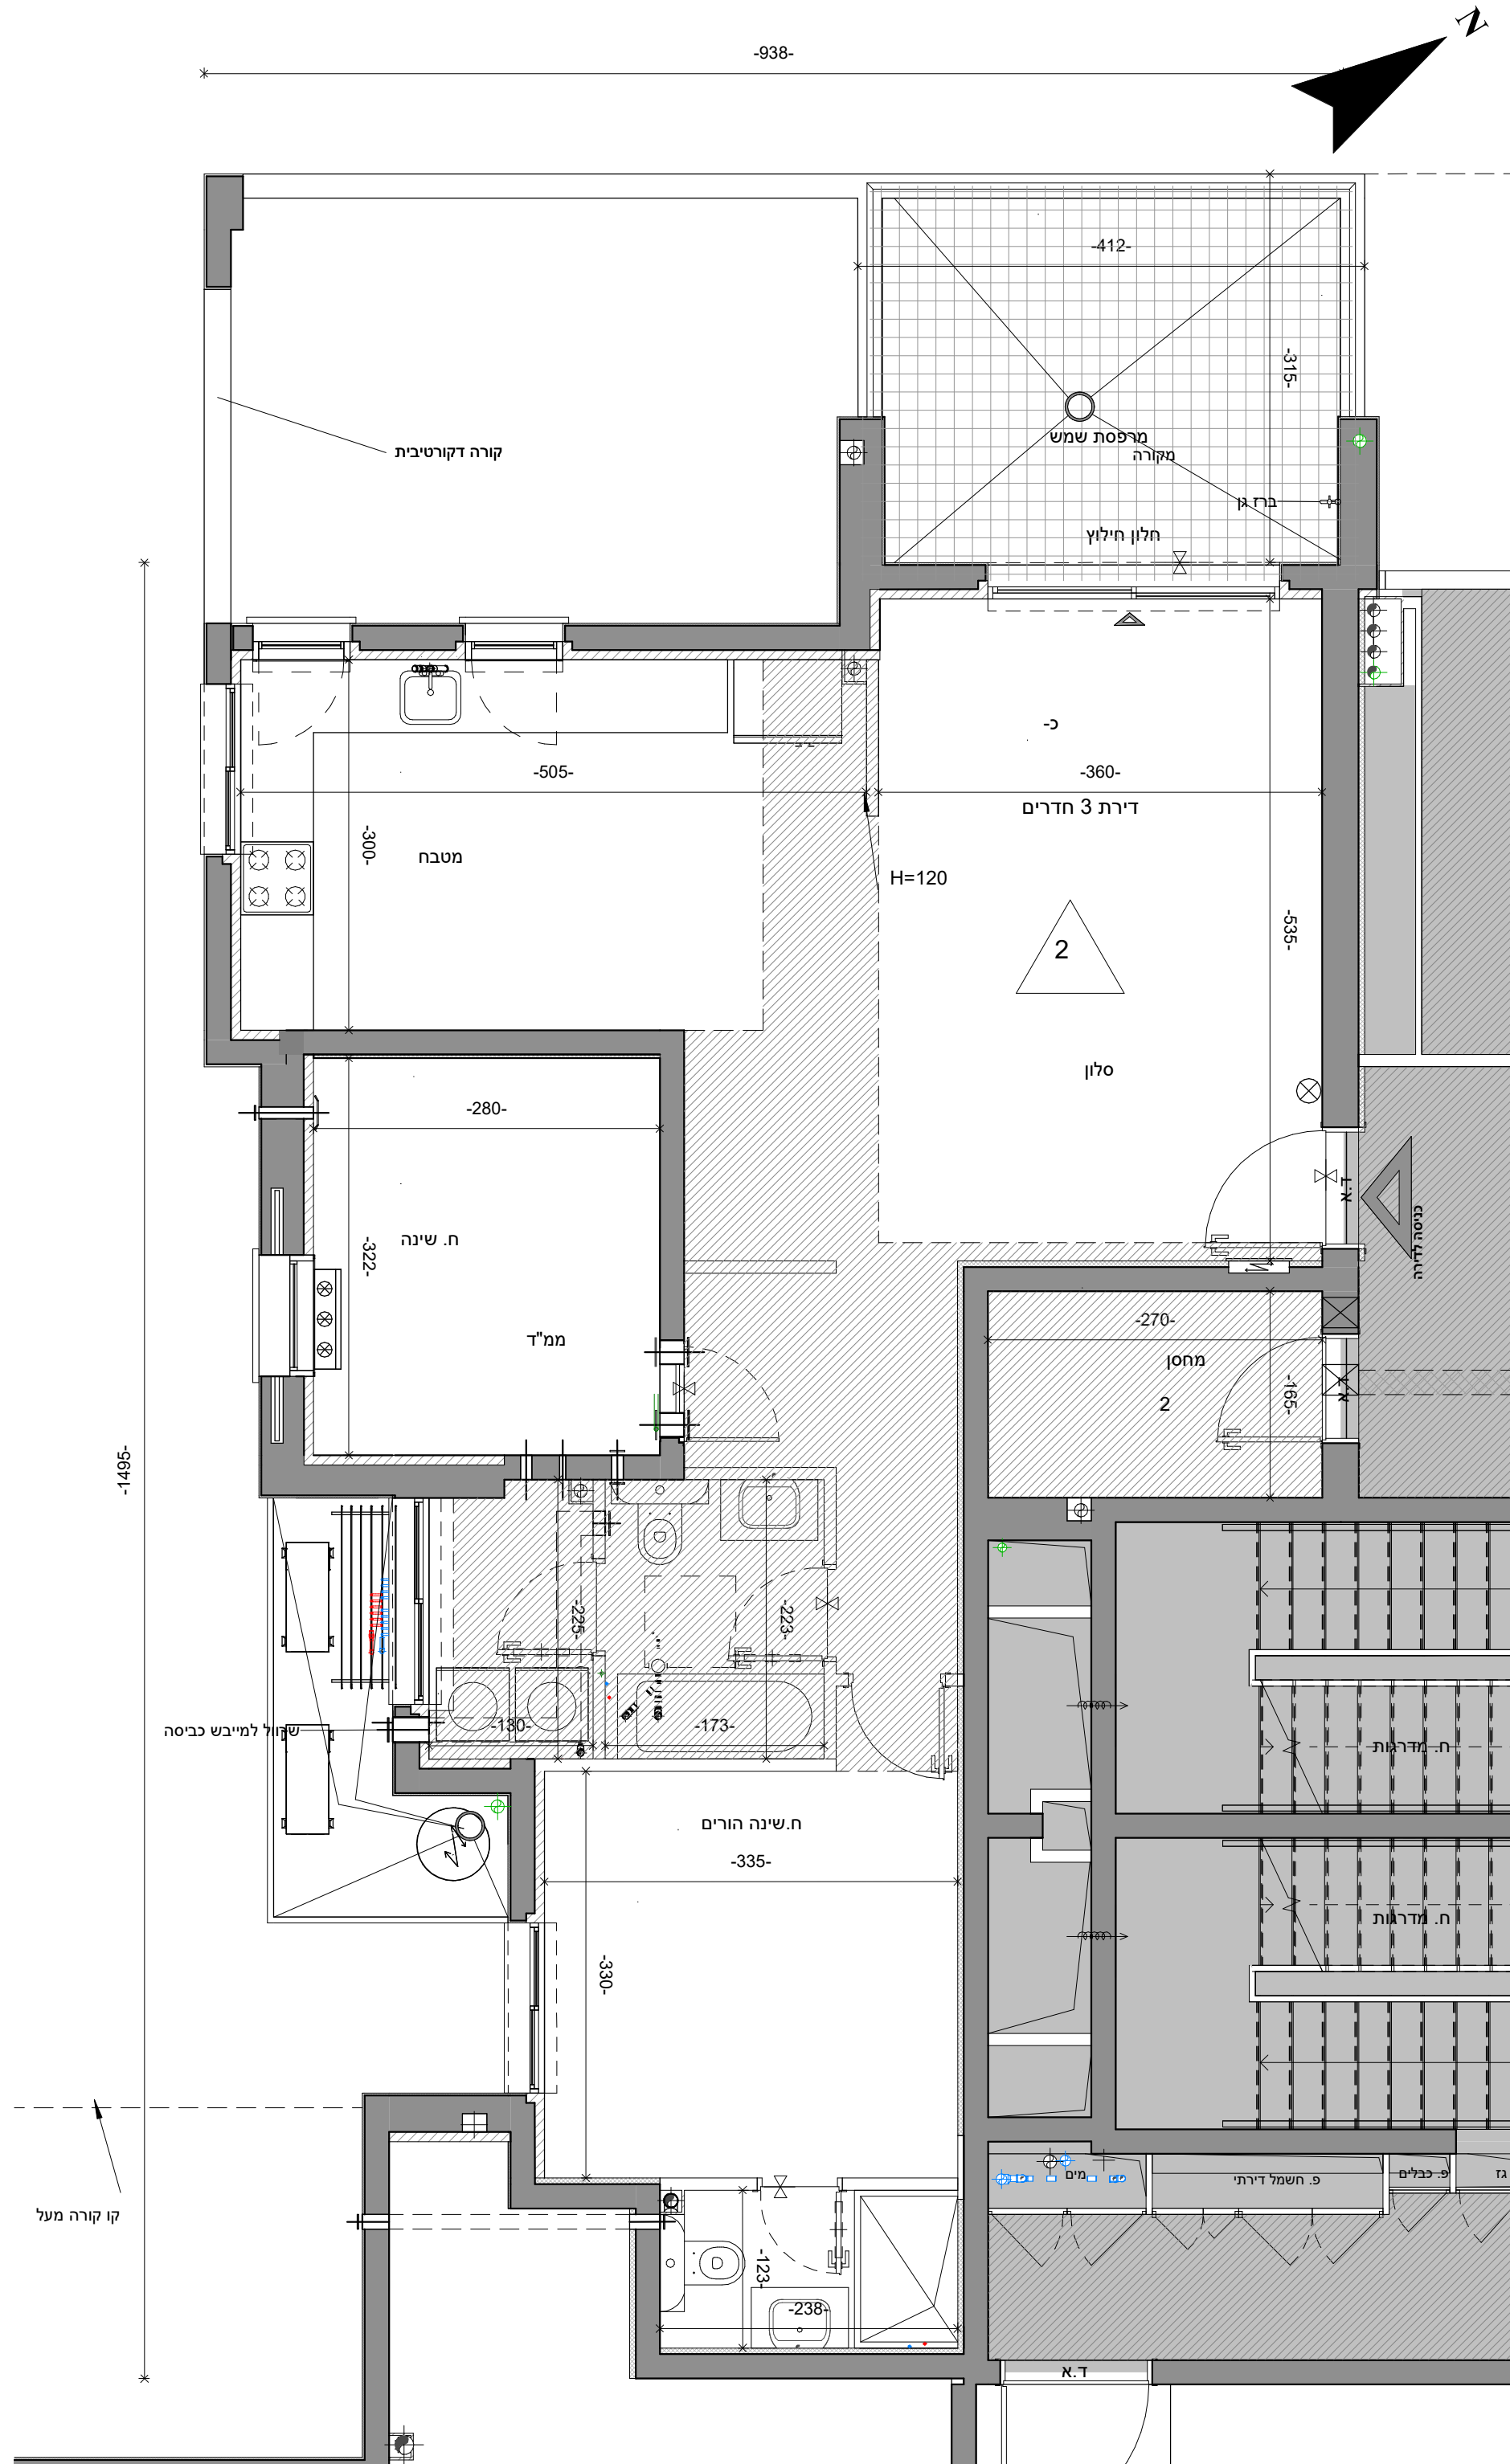 N
-938-
-412-
-315-
קורה דקורטיבית
מרפסת שמש
מקורה
ברז גן
חלון חילוץ
כ-
-505-
-360-
דירת 3 חדרים
-300-
מטבח
H=120
-535-
2
סלון
-280-
ד.א
כניסה לדירה
ח. שינה
-322-
ממ"ד
-270-
מחסן
2
-165-
ד.א
-1495-
-225-
-223-
-130-
-173-
שרוול למייבש כביסה
ח. מדרגות
ח.שינה הורים
-335-
-330-
ח. מדרגות
קו קורה מעל
מים
פ. חשמל דירתי
פ. כבלים
גז
-123-
-238-
ד.א